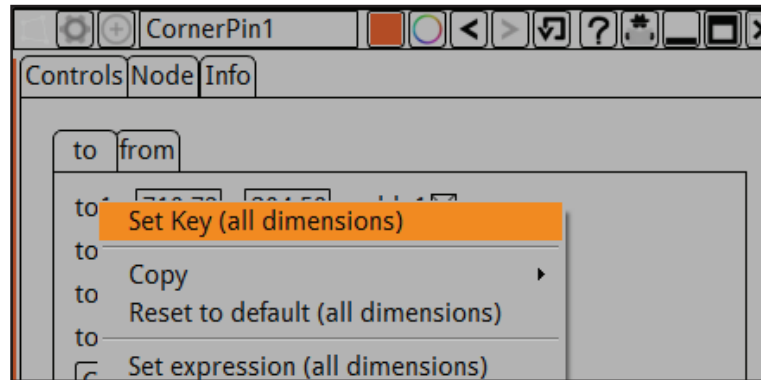 CornerPin1
Controls Node Info
to from
to
Set Key (all dimensions)
to
Copy
to
Reset to default (all dimensions)
to
Set expression (all dimensions)